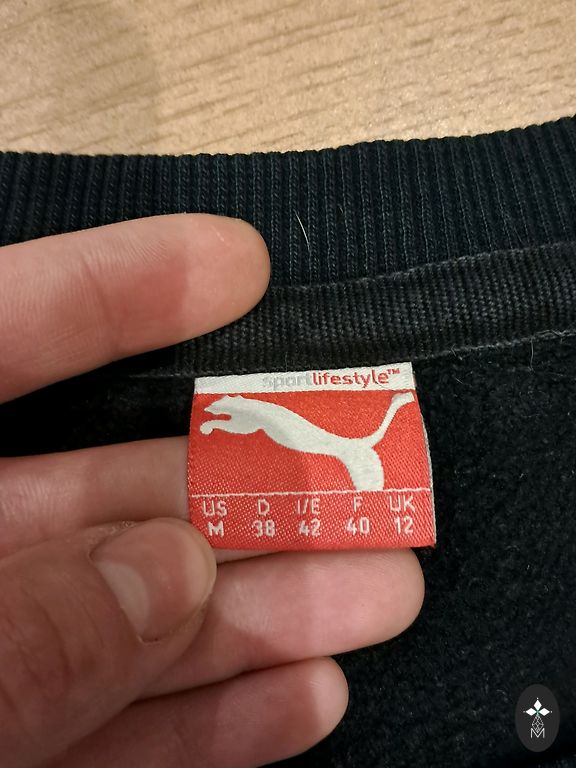 sportlifestyle™
US D I/E F UK
M 38 42 40 12
M